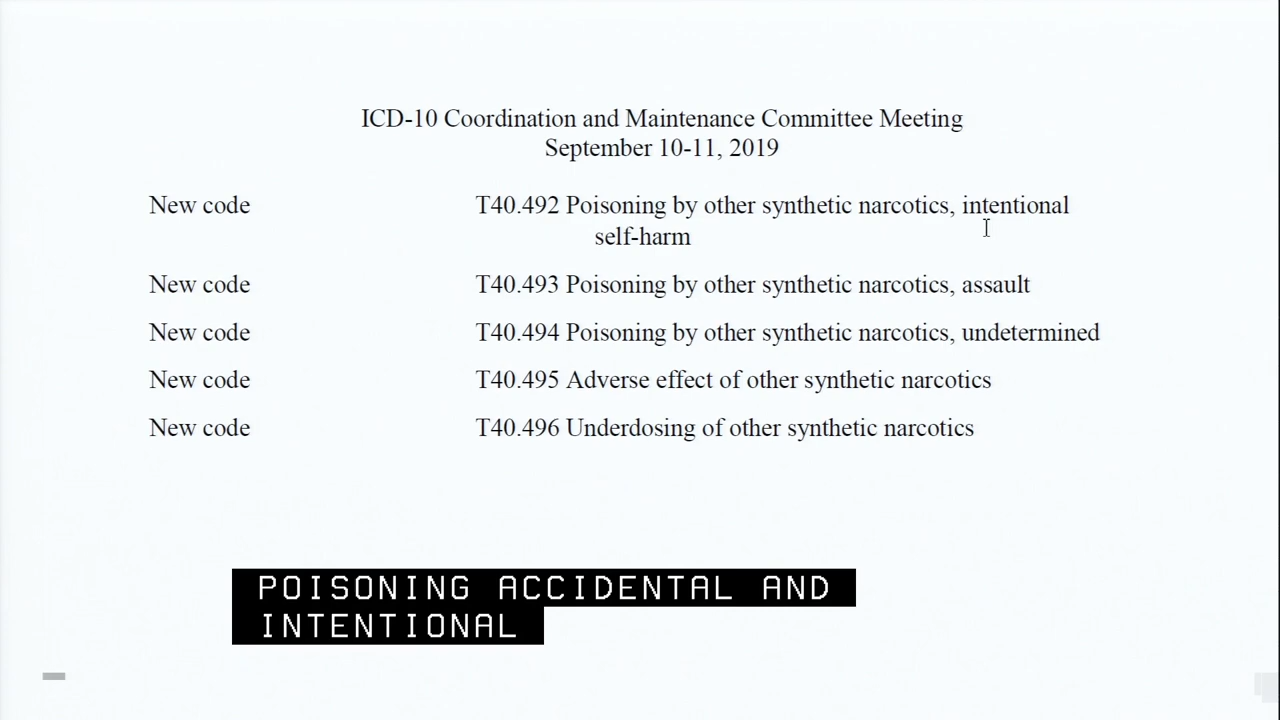 ICD-10 Coordination and Maintenance Committee Meeting
September 10-11, 2019
New code T40.492 Poisoning by other synthetic narcotics, intentional
self-harm
New code T40.493 Poisoning by other synthetic narcotics, assault
New code T40.494 Poisoning by other synthetic narcotics, undetermined
New code T40.495 Adverse effect of other synthetic narcotics
New code T40.496 Underdosing of other synthetic narcotics
POISONING ACCIDENTAL AND
INTENTIONAL